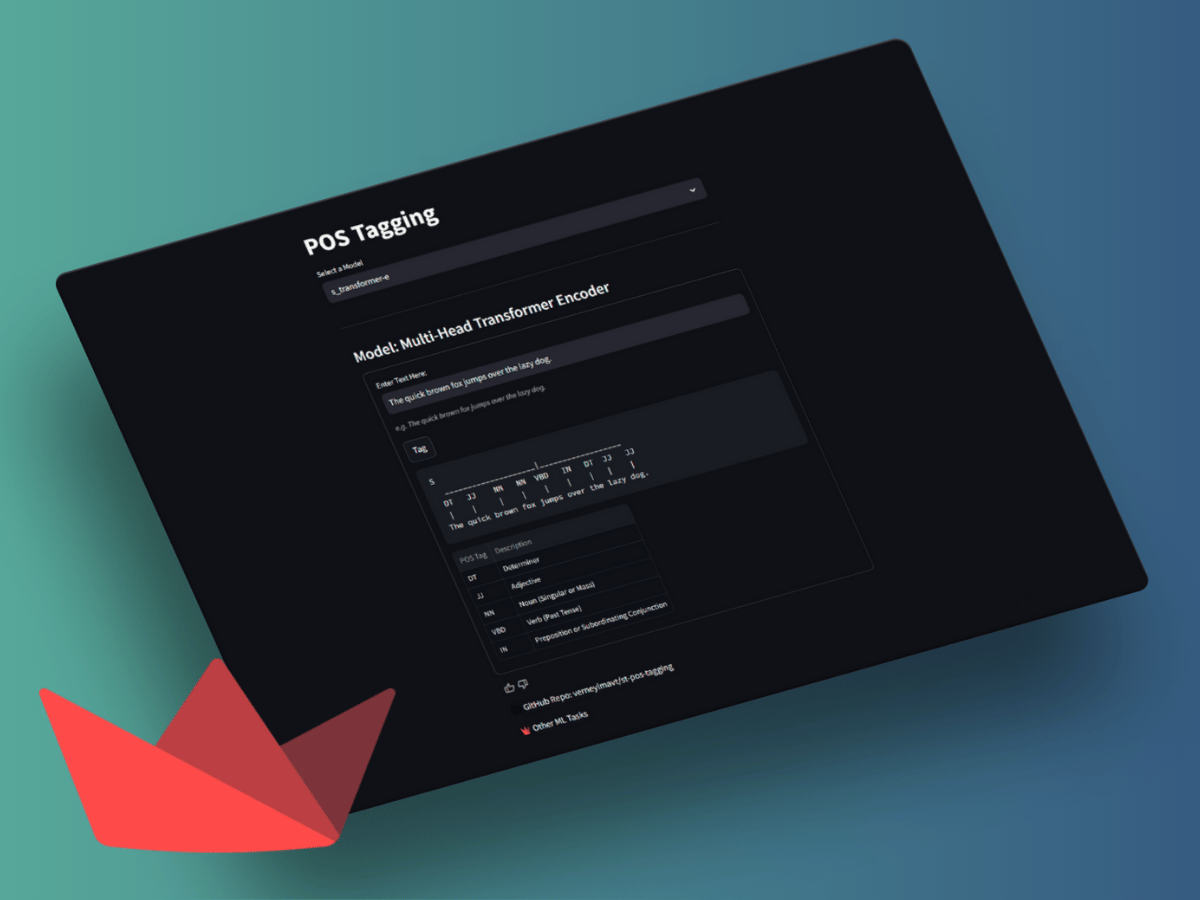 POS Tagging
Select a Model
s_transformer-e
Model: Multi-Head Transformer Encoder
Enter Text Here:
The quick brown fox jumps over the lazy dog.
e.g. The quick brown fox jumps over the lazy dog.
Tag
S
DT JJ NN NN VBD IN DT JJ JJ
The quick brown fox jumps over the lazy dog.
POS Tag Description
DT Determiner
JJ Adjective
NN Noun (Singular or Mass)
VBD Verb (Past Tense)
IN Preposition or Subordinating Conjunction
GitHub Repo: verneylmavt/st-pos-tagging
Other ML Tasks